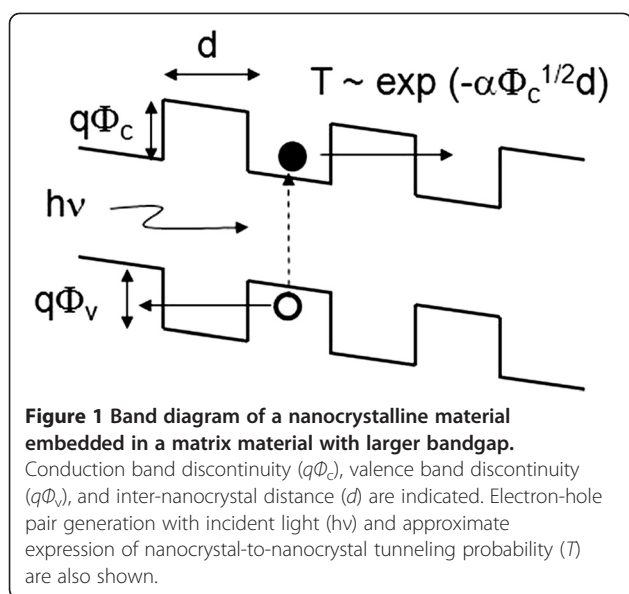 d
T ~ exp (-αΦc^1/2d)
qΦc
hν
qΦv
Figure 1 Band diagram of a nanocrystalline material
embedded in a matrix material with larger bandgap.
Conduction band discontinuity (qΦc), valence band discontinuity
(qΦv), and inter-nanocrystal distance (d) are indicated. Electron-hole
pair generation with incident light (hν) and approximate
expression of nanocrystal-to-nanocrystal tunneling probability (T)
are also shown.